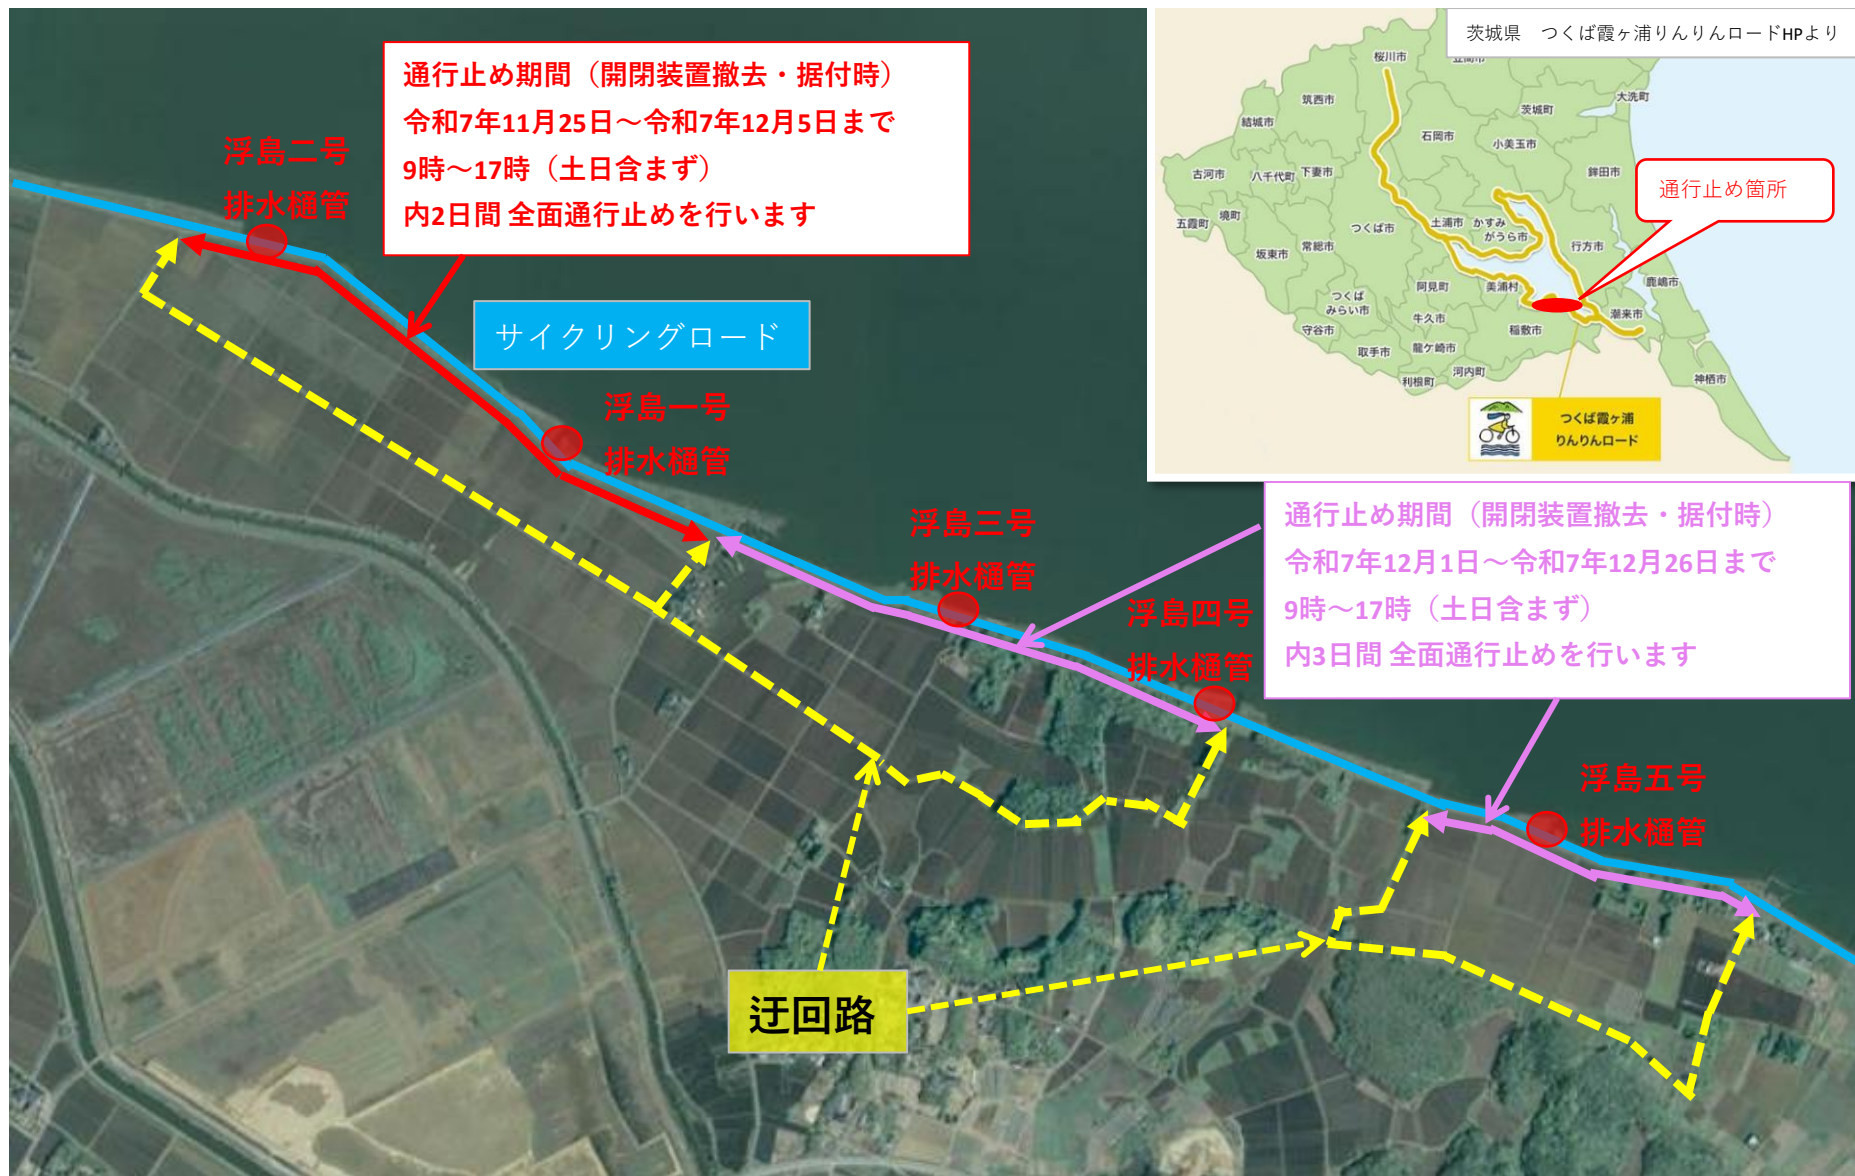 通行止め期間（開閉装置撤去・据付時）
令和7年11月25日～令和7年12月5日まで
9時～17時（土日含まず）
内2日間 全面通行止めを行います
浮島二号
排水樋管
サイクリングロード
浮島一号
排水樋管
浮島三号
排水樋管
浮島四号
排水樋管
浮島五号
排水樋管
迂回路
通行止め期間（開閉装置撤去・据付時）
令和7年12月1日～令和7年12月26日まで
9時～17時（土日含まず）
内3日間 全面通行止めを行います
茨城県　つくば霞ヶ浦りんりんロードHPより
通行止め箇所
桜川市
筑西市
結城市
古河市
八千代町
下妻市
五霞町
境町
坂東市
常総市
つくば市
つくば
みらい市
守谷市
取手市
利根町
龍ケ崎市
河内町
牛久市
阿見町
美浦村
稲敷市
土浦市
かすみ
がうら市
石岡市
小美玉市
茨城町
大洗町
鉾田市
行方市
鹿嶋市
潮来市
神栖市
つくば霞ヶ浦
りんりんロード